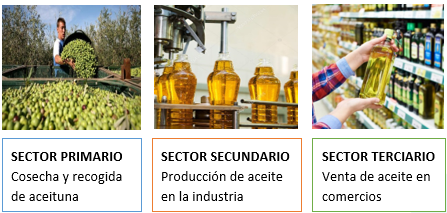 SECTOR PRIMARIO
Cosecha y recogida
de aceituna
SECTOR SECUNDARIO
Producción de aceite
en la industria
SECTOR TERCIARIO
Venta de aceite en
comercios